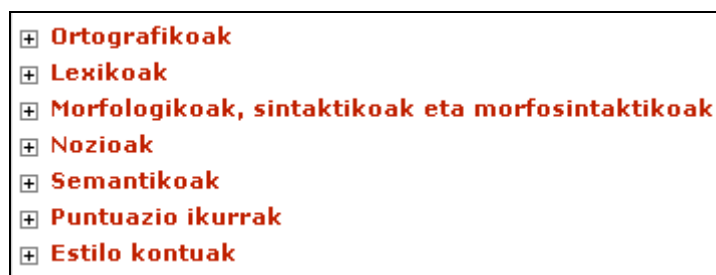 Ortografikoak
Lexikoak
Morfologikoak, sintaktikoak eta morfosintaktikoak
Nozioak
Semantikoak
Puntuazio ikurrak
Estilo kontuak